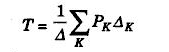 T = \frac{1}{\Delta} \sum_{K} P_K \Delta_K